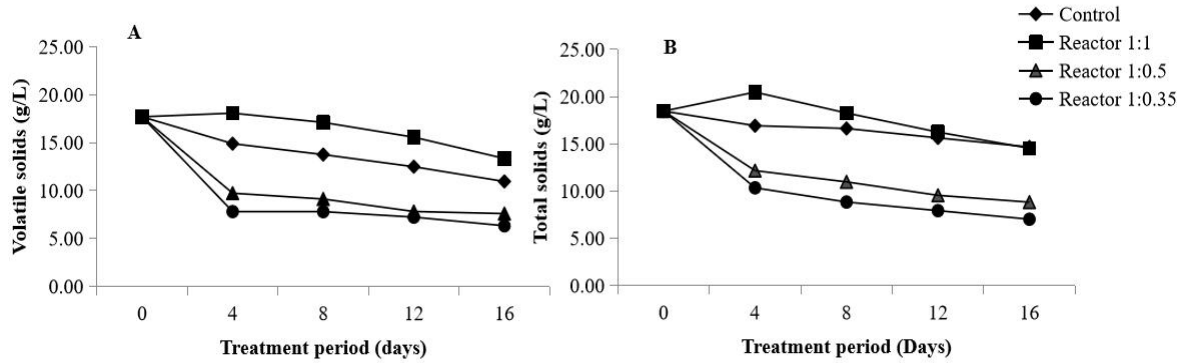 A
Volatile solids (g/L)
25.00
20.00
15.00
10.00
5.00
0.00
0 4 8 12 16
Treatment period (days)
B
Total solids (g/L)
25.00
20.00
15.00
10.00
5.00
0.00
0 4 8 12 16
Treatment period (Days)
Control
Reactor 1:1
Reactor 1:0.5
Reactor 1:0.35